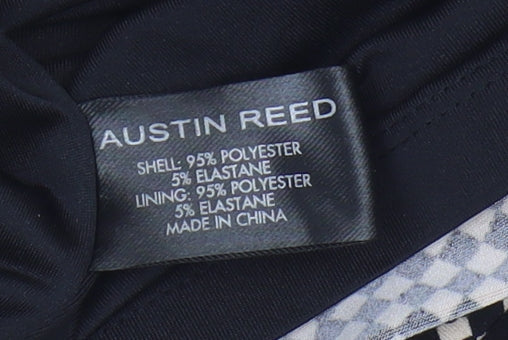 AUSTIN REED
SHELL: 95% POLYESTER
5% ELASTANE
LINING: 95% POLYESTER
5% ELASTANE
MADE IN CHINA